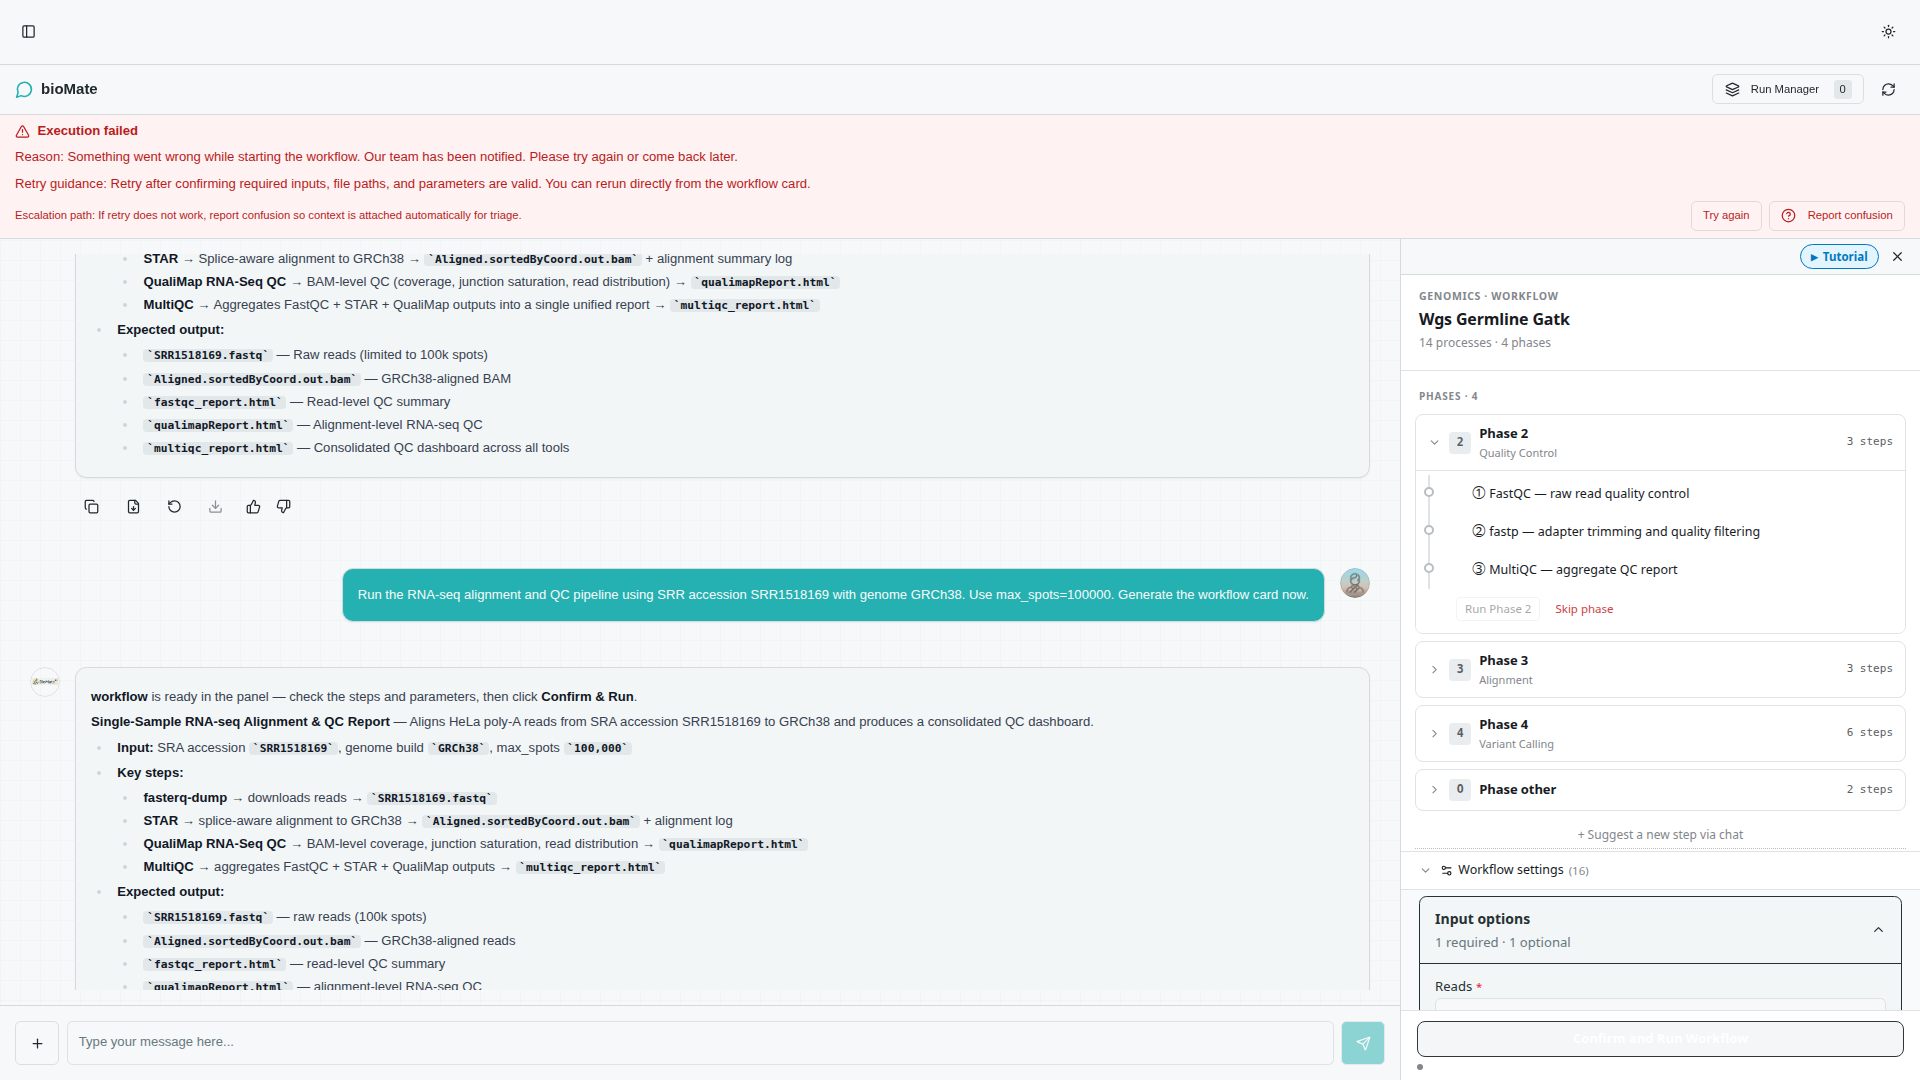 bioMate
Run Manager 0
Execution failed
Reason: Something went wrong while starting the workflow. Our team has been notified. Please try again or come back later.
Retry guidance: Retry after confirming required inputs, file paths, and parameters are valid. You can rerun directly from the workflow card.
Escalation path: If retry does not work, report confusion so context is attached automatically for triage.
Try again
Report confusion
STAR → Splice-aware alignment to GRCh38 → `Aligned.sortedByCoord.out.bam` + alignment summary log
QualiMap RNA-Seq QC → BAM-level QC (coverage, junction saturation, read distribution) → `qualimapReport.html`
MultiQC → Aggregates FastQC + STAR + QualiMap outputs into a single unified report → `multiqc_report.html`
Expected output:
`SRR1518169.fastq` — Raw reads (limited to 100k spots)
`Aligned.sortedByCoord.out.bam` — GRCh38-aligned BAM
`fastqc_report.html` — Read-level QC summary
`qualimapReport.html` — Alignment-level RNA-seq QC
`multiqc_report.html` — Consolidated QC dashboard across all tools
Run the RNA-seq alignment and QC pipeline using SRR accession SRR1518169 with genome GRCh38. Use max_spots=100000. Generate the workflow card now.
workflow is ready in the panel — check the steps and parameters, then click Confirm & Run.
Single-Sample RNA-seq Alignment & QC Report — Aligns HeLa poly-A reads from SRA accession SRR1518169 to GRCh38 and produces a consolidated QC dashboard.
Input: SRA accession `SRR1518169`, genome build `GRCh38`, max_spots `100,000`
Key steps:
fasterq-dump → downloads reads → `SRR1518169.fastq`
STAR → splice-aware alignment to GRCh38 → `Aligned.sortedByCoord.out.bam` + alignment log
QualiMap RNA-Seq QC → BAM-level coverage, junction saturation, read distribution → `qualimapReport.html`
MultiQC → aggregates FastQC + STAR + QualiMap outputs → `multiqc_report.html`
Expected output:
`SRR1518169.fastq` — raw reads (100k spots)
`Aligned.sortedByCoord.out.bam` — GRCh38-aligned reads
`fastqc_report.html` — read-level QC summary
`qualimapReport.html` — alignment-level RNA-seq QC
Type your message here...
▶ Tutorial
GENOMICS · WORKFLOW
Wgs Germline Gatk
14 processes · 4 phases
PHASES · 4
2 Phase 2 3 steps
Quality Control
① FastQC — raw read quality control
② fastp — adapter trimming and quality filtering
③ MultiQC — aggregate QC report
Run Phase 2 Skip phase
3 Phase 3 3 steps
Alignment
4 Phase 4 6 steps
Variant Calling
0 Phase other 2 steps
+ Suggest a new step via chat
Workflow settings (16)
Input options
1 required · 1 optional
Reads *
Confirm and Run Workflow